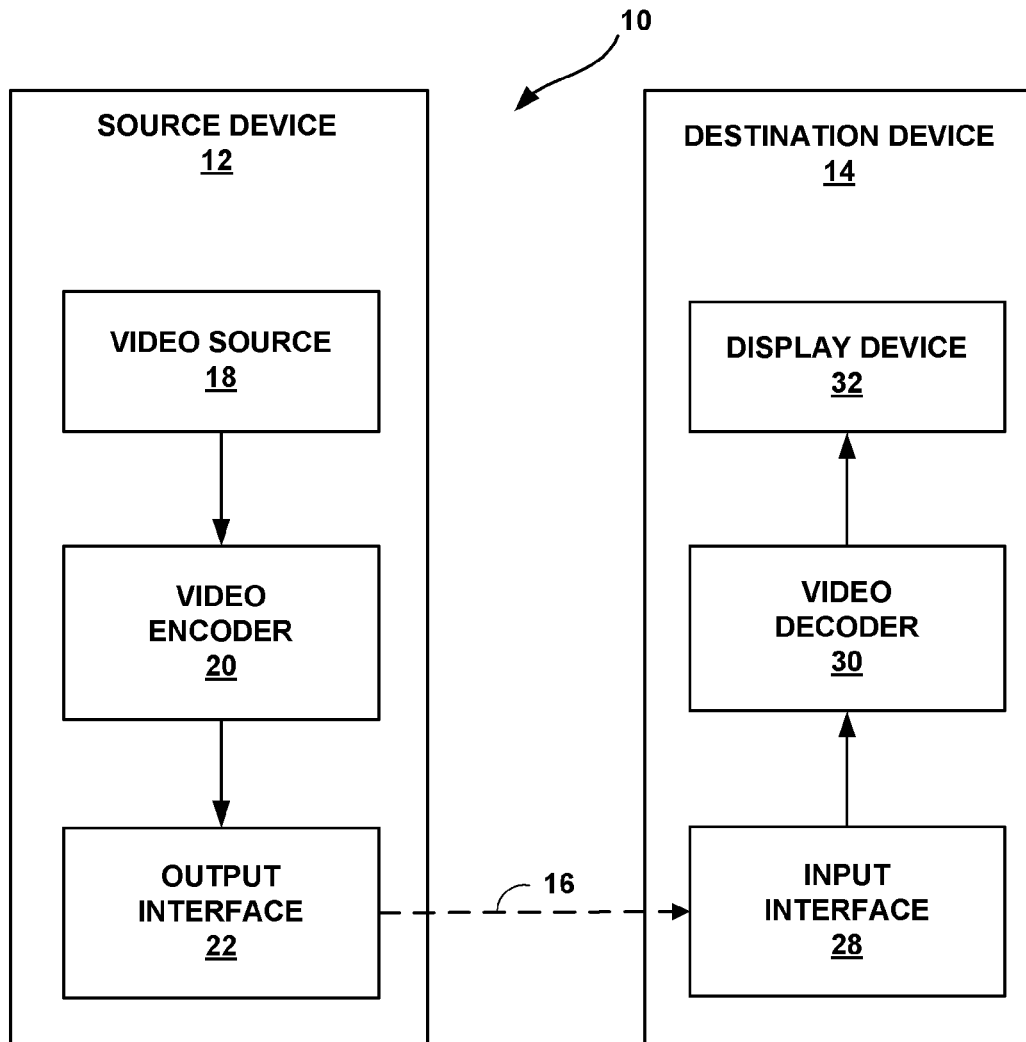 10
SOURCE DEVICE
12
VIDEO SOURCE
18
VIDEO
ENCODER
20
OUTPUT
INTERFACE
22
16
DESTINATION DEVICE
14
DISPLAY DEVICE
32
VIDEO
DECODER
30
INPUT
INTERFACE
28